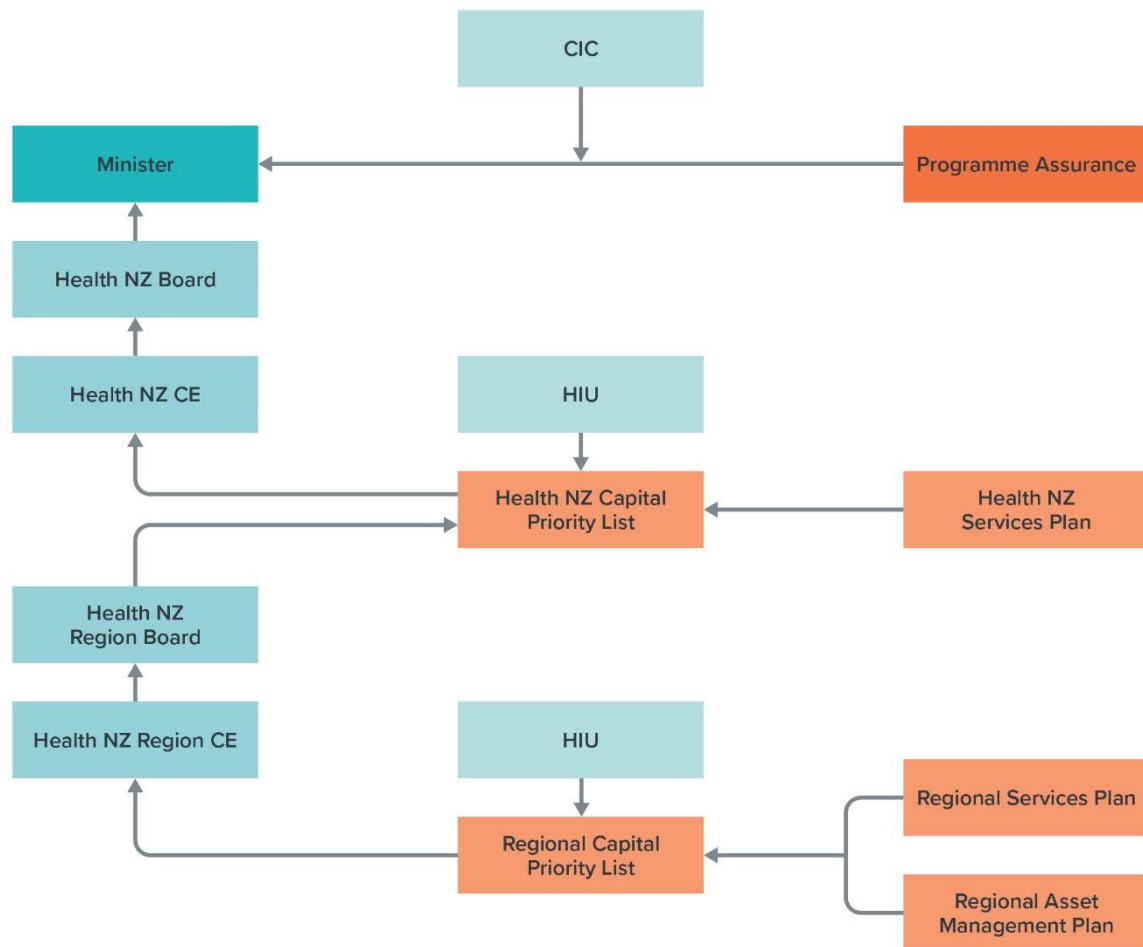 CIC
Minister
Programme Assurance
Health NZ Board
Health NZ CE
HIU
Health NZ Capital
Priority List
Health NZ
Services Plan
Health NZ
Region Board
Health NZ Region CE
HIU
Regional Services Plan
Regional Capital
Priority List
Regional Asset
Management Plan